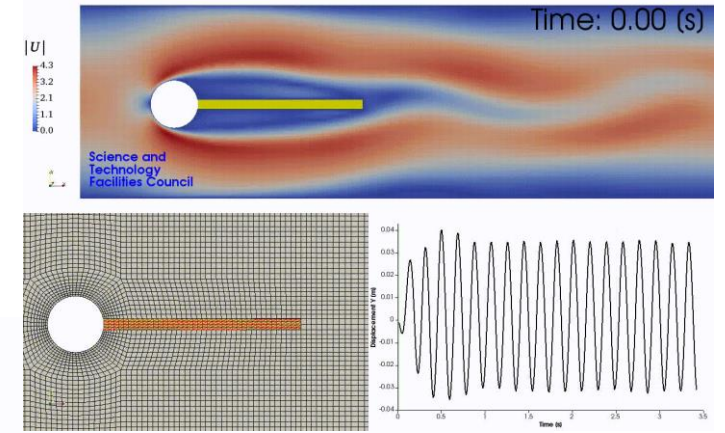 Time: 0.00 (s)
|U|
4.3
3.2
2.1
1.1
0.0
Science and
Technology
Facilities Council
Displacement Y (m)
0.04
0.03
0.02
0.01
0
-0.01
-0.02
-0.03
-0.04
0 0.5 1 1.5 2 2.5 3 3.5
Time (s)